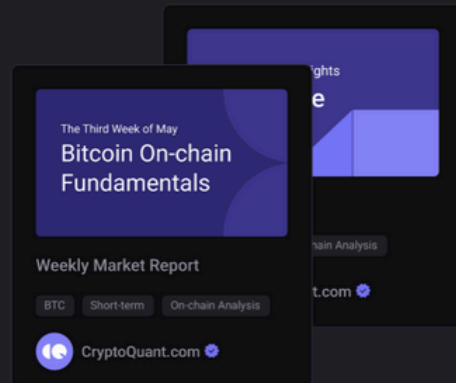 The Third Week of May
Bitcoin On-chain
Fundamentals
Weekly Market Report
BTC
Short-term
On-chain Analysis
CryptoQuant.com
Analysis